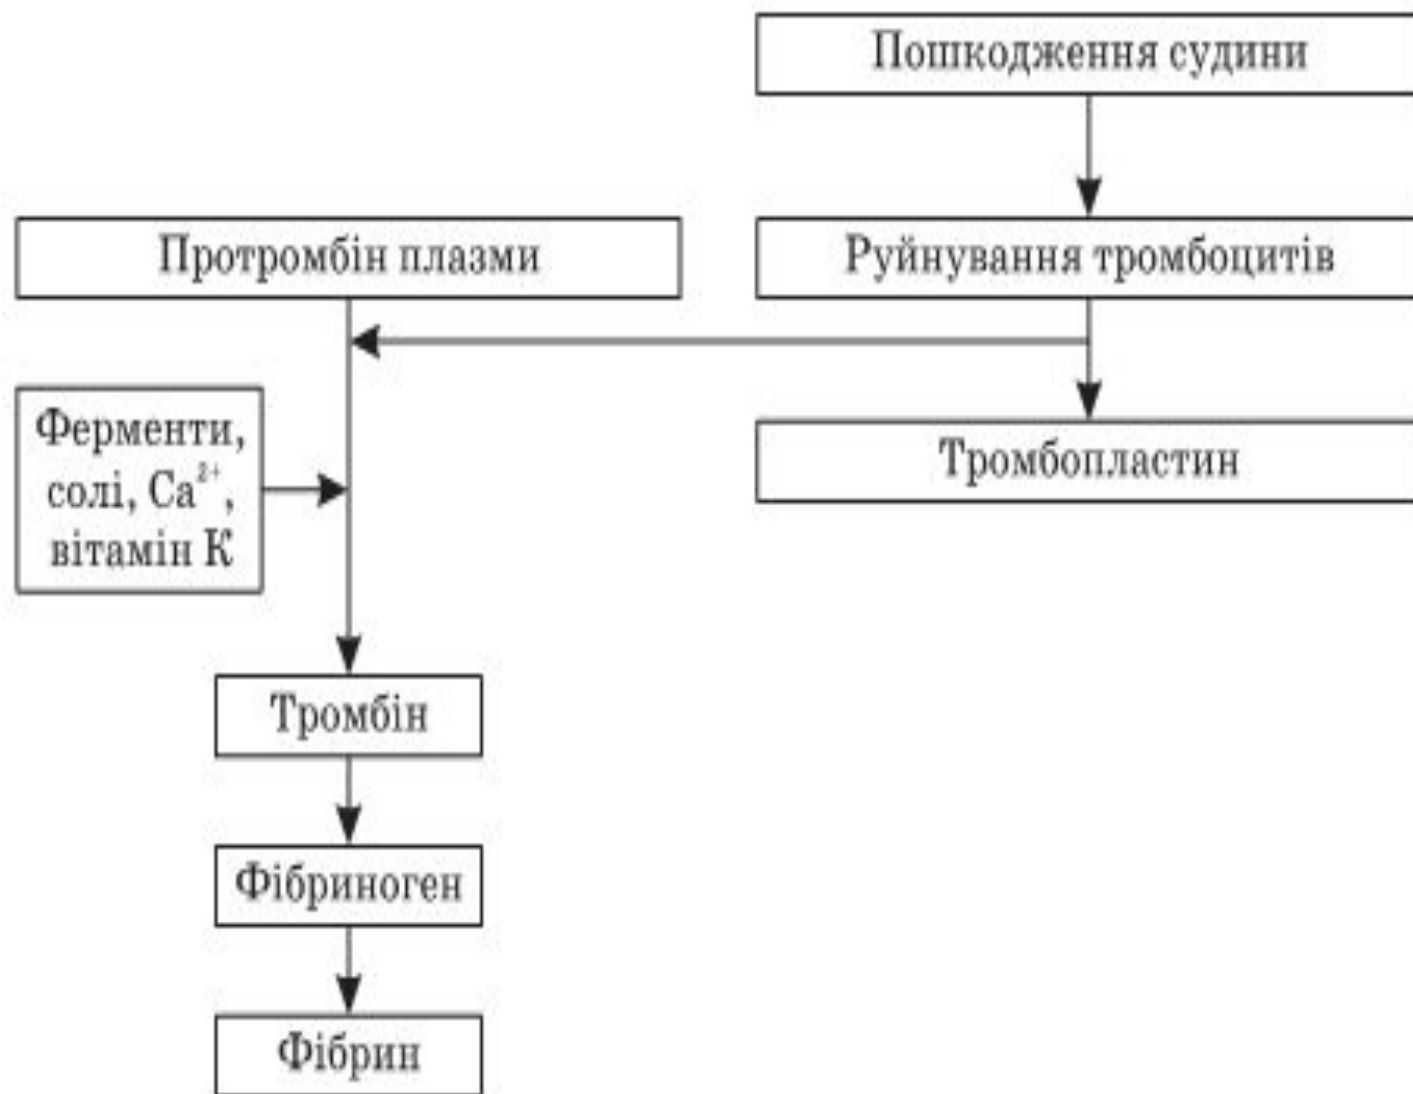 Пошкодження судини
Протромбін плазми
Руйнування тромбоцитів
Ферменти,
солі, Ca²⁺,
вітамін К
Тромбопластин
Тромбін
Фібриноген
Фібрин